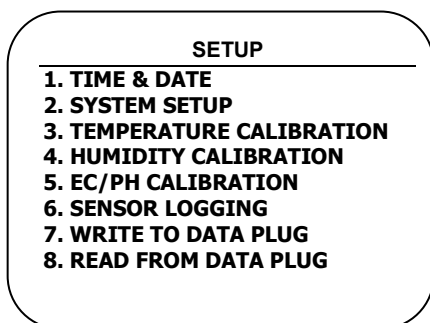 SETUP
1. TIME & DATE
2. SYSTEM SETUP
3. TEMPERATURE CALIBRATION
4. HUMIDITY CALIBRATION
5. EC/PH CALIBRATION
6. SENSOR LOGGING
7. WRITE TO DATA PLUG
8. READ FROM DATA PLUG